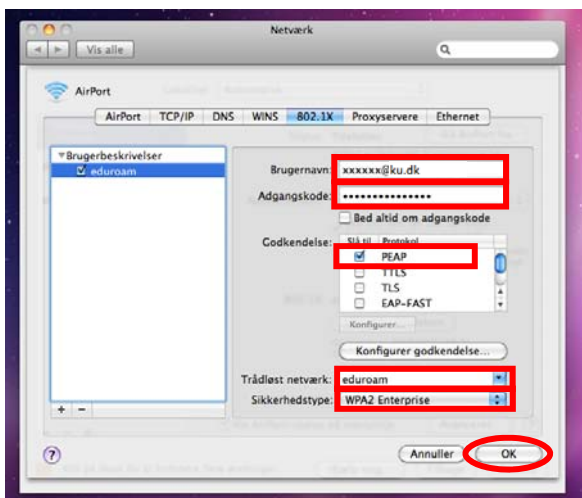 Netværk
Vis alle
AirPort
AirPort TCP/IP DNS WINS 802.1X Proxyservere Ethernet
Brugerbeskrivelser
eduroam
Brugernavn: xxxxxx@ku.dk
Adgangskode: •••••••••••••••
Bed altid om adgangskode
Godkendelse: Slå til Protokol
PEAP
TTLS
TLS
EAP-FAST
Konfigurer...
Konfigurer godkendelse...
Trådløst netværk: eduroam
Sikkerhedstype: WPA2 Enterprise
+ −
? Annuller OK